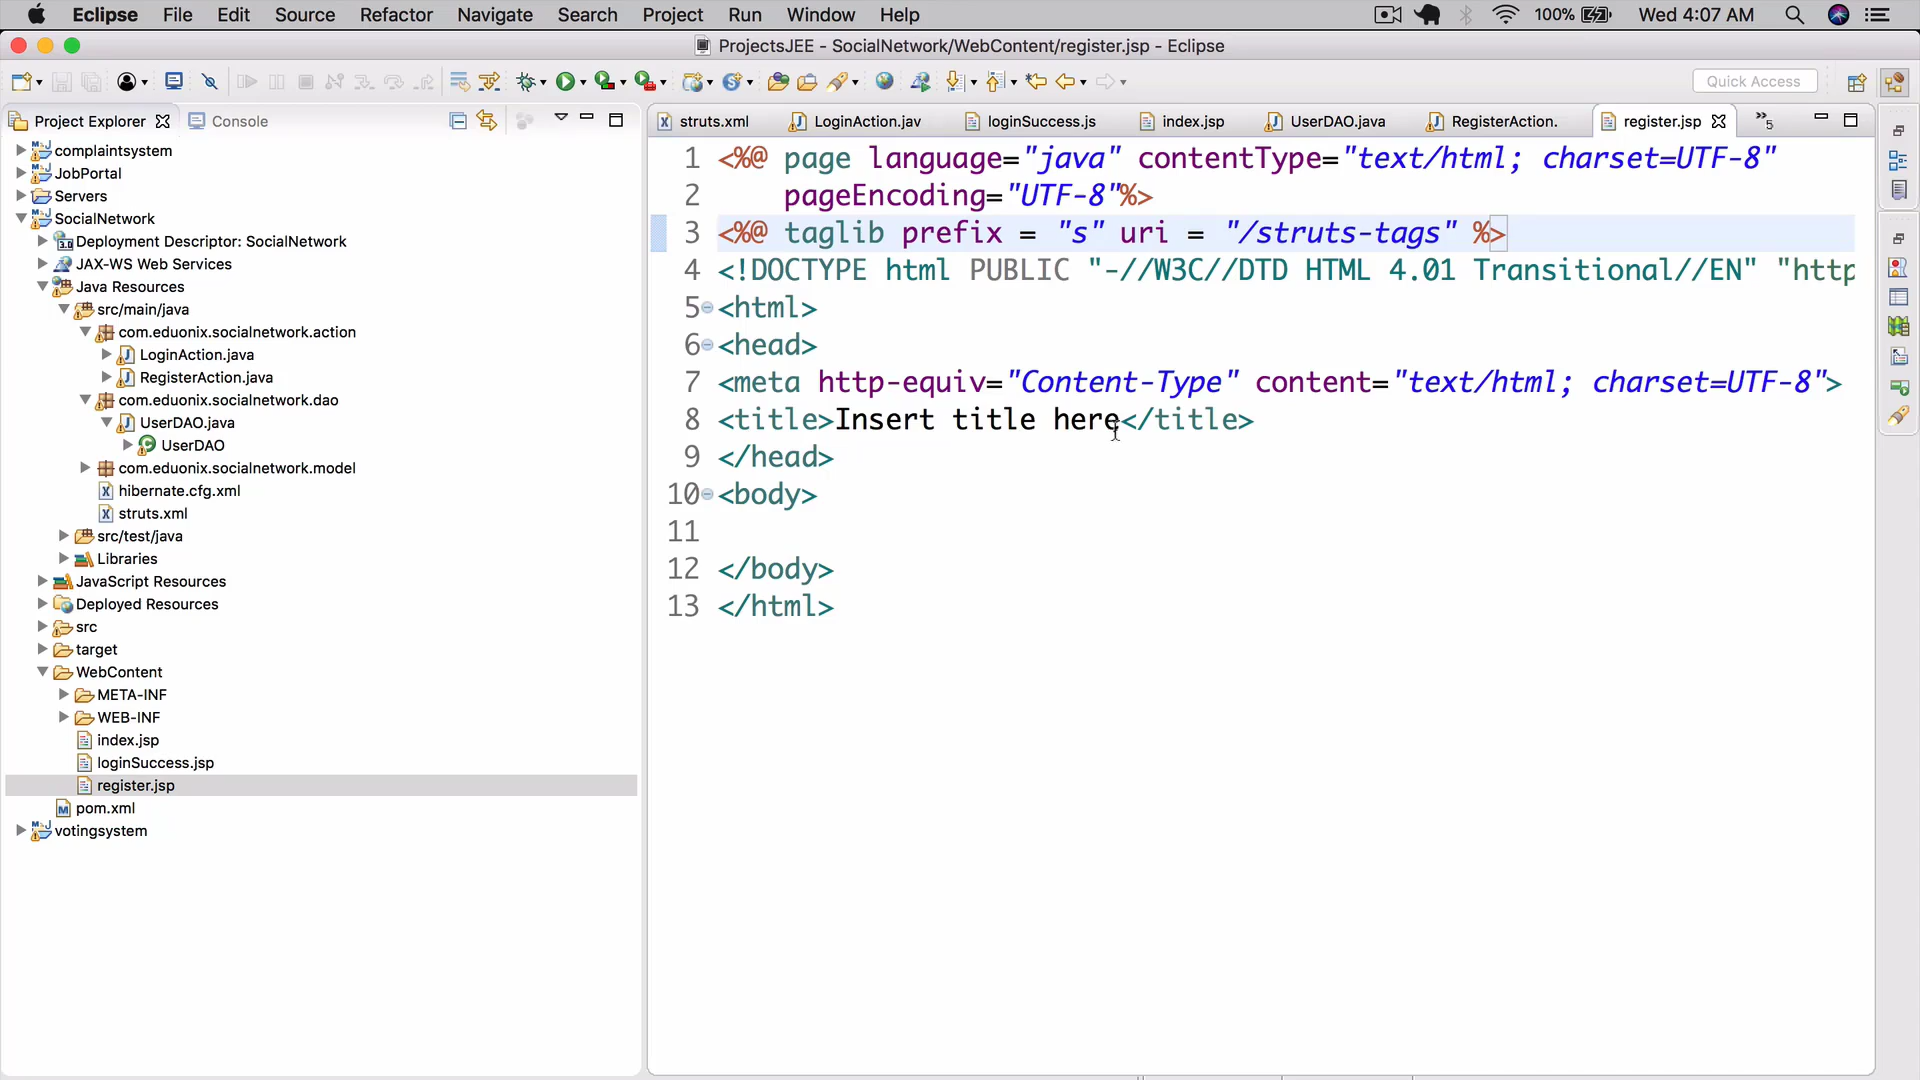 Eclipse File Edit Source Refactor Navigate Search Project Run Window Help 100% Wed 4:07 AM
ProjectsJEE - SocialNetwork/WebContent/register.jsp - Eclipse
Quick Access
Project Explorer Console
complaintsystem
JobPortal
Servers
SocialNetwork
Deployment Descriptor: SocialNetwork
JAX-WS Web Services
Java Resources
src/main/java
com.eduonix.socialnetwork.action
LoginAction.java
RegisterAction.java
com.eduonix.socialnetwork.dao
UserDAO.java
UserDAO
com.eduonix.socialnetwork.model
hibernate.cfg.xml
struts.xml
src/test/java
Libraries
JavaScript Resources
Deployed Resources
src
target
WebContent
META-INF
WEB-INF
index.jsp
loginSuccess.jsp
register.jsp
pom.xml
votingsystem
struts.xml LoginAction.jav loginSuccess.js index.jsp UserDAO.java RegisterAction. register.jsp »5
1 <%@ page language="java" contentType="text/html; charset=UTF-8"
2 pageEncoding="UTF-8"%>
3 <%@ taglib prefix = "s" uri = "/struts-tags" %>
4 <!DOCTYPE html PUBLIC "-//W3C//DTD HTML 4.01 Transitional//EN" "http
5 <html>
6 <head>
7 <meta http-equiv="Content-Type" content="text/html; charset=UTF-8">
8 <title>Insert title here</title>
9 </head>
10 <body>
11
12 </body>
13 </html>